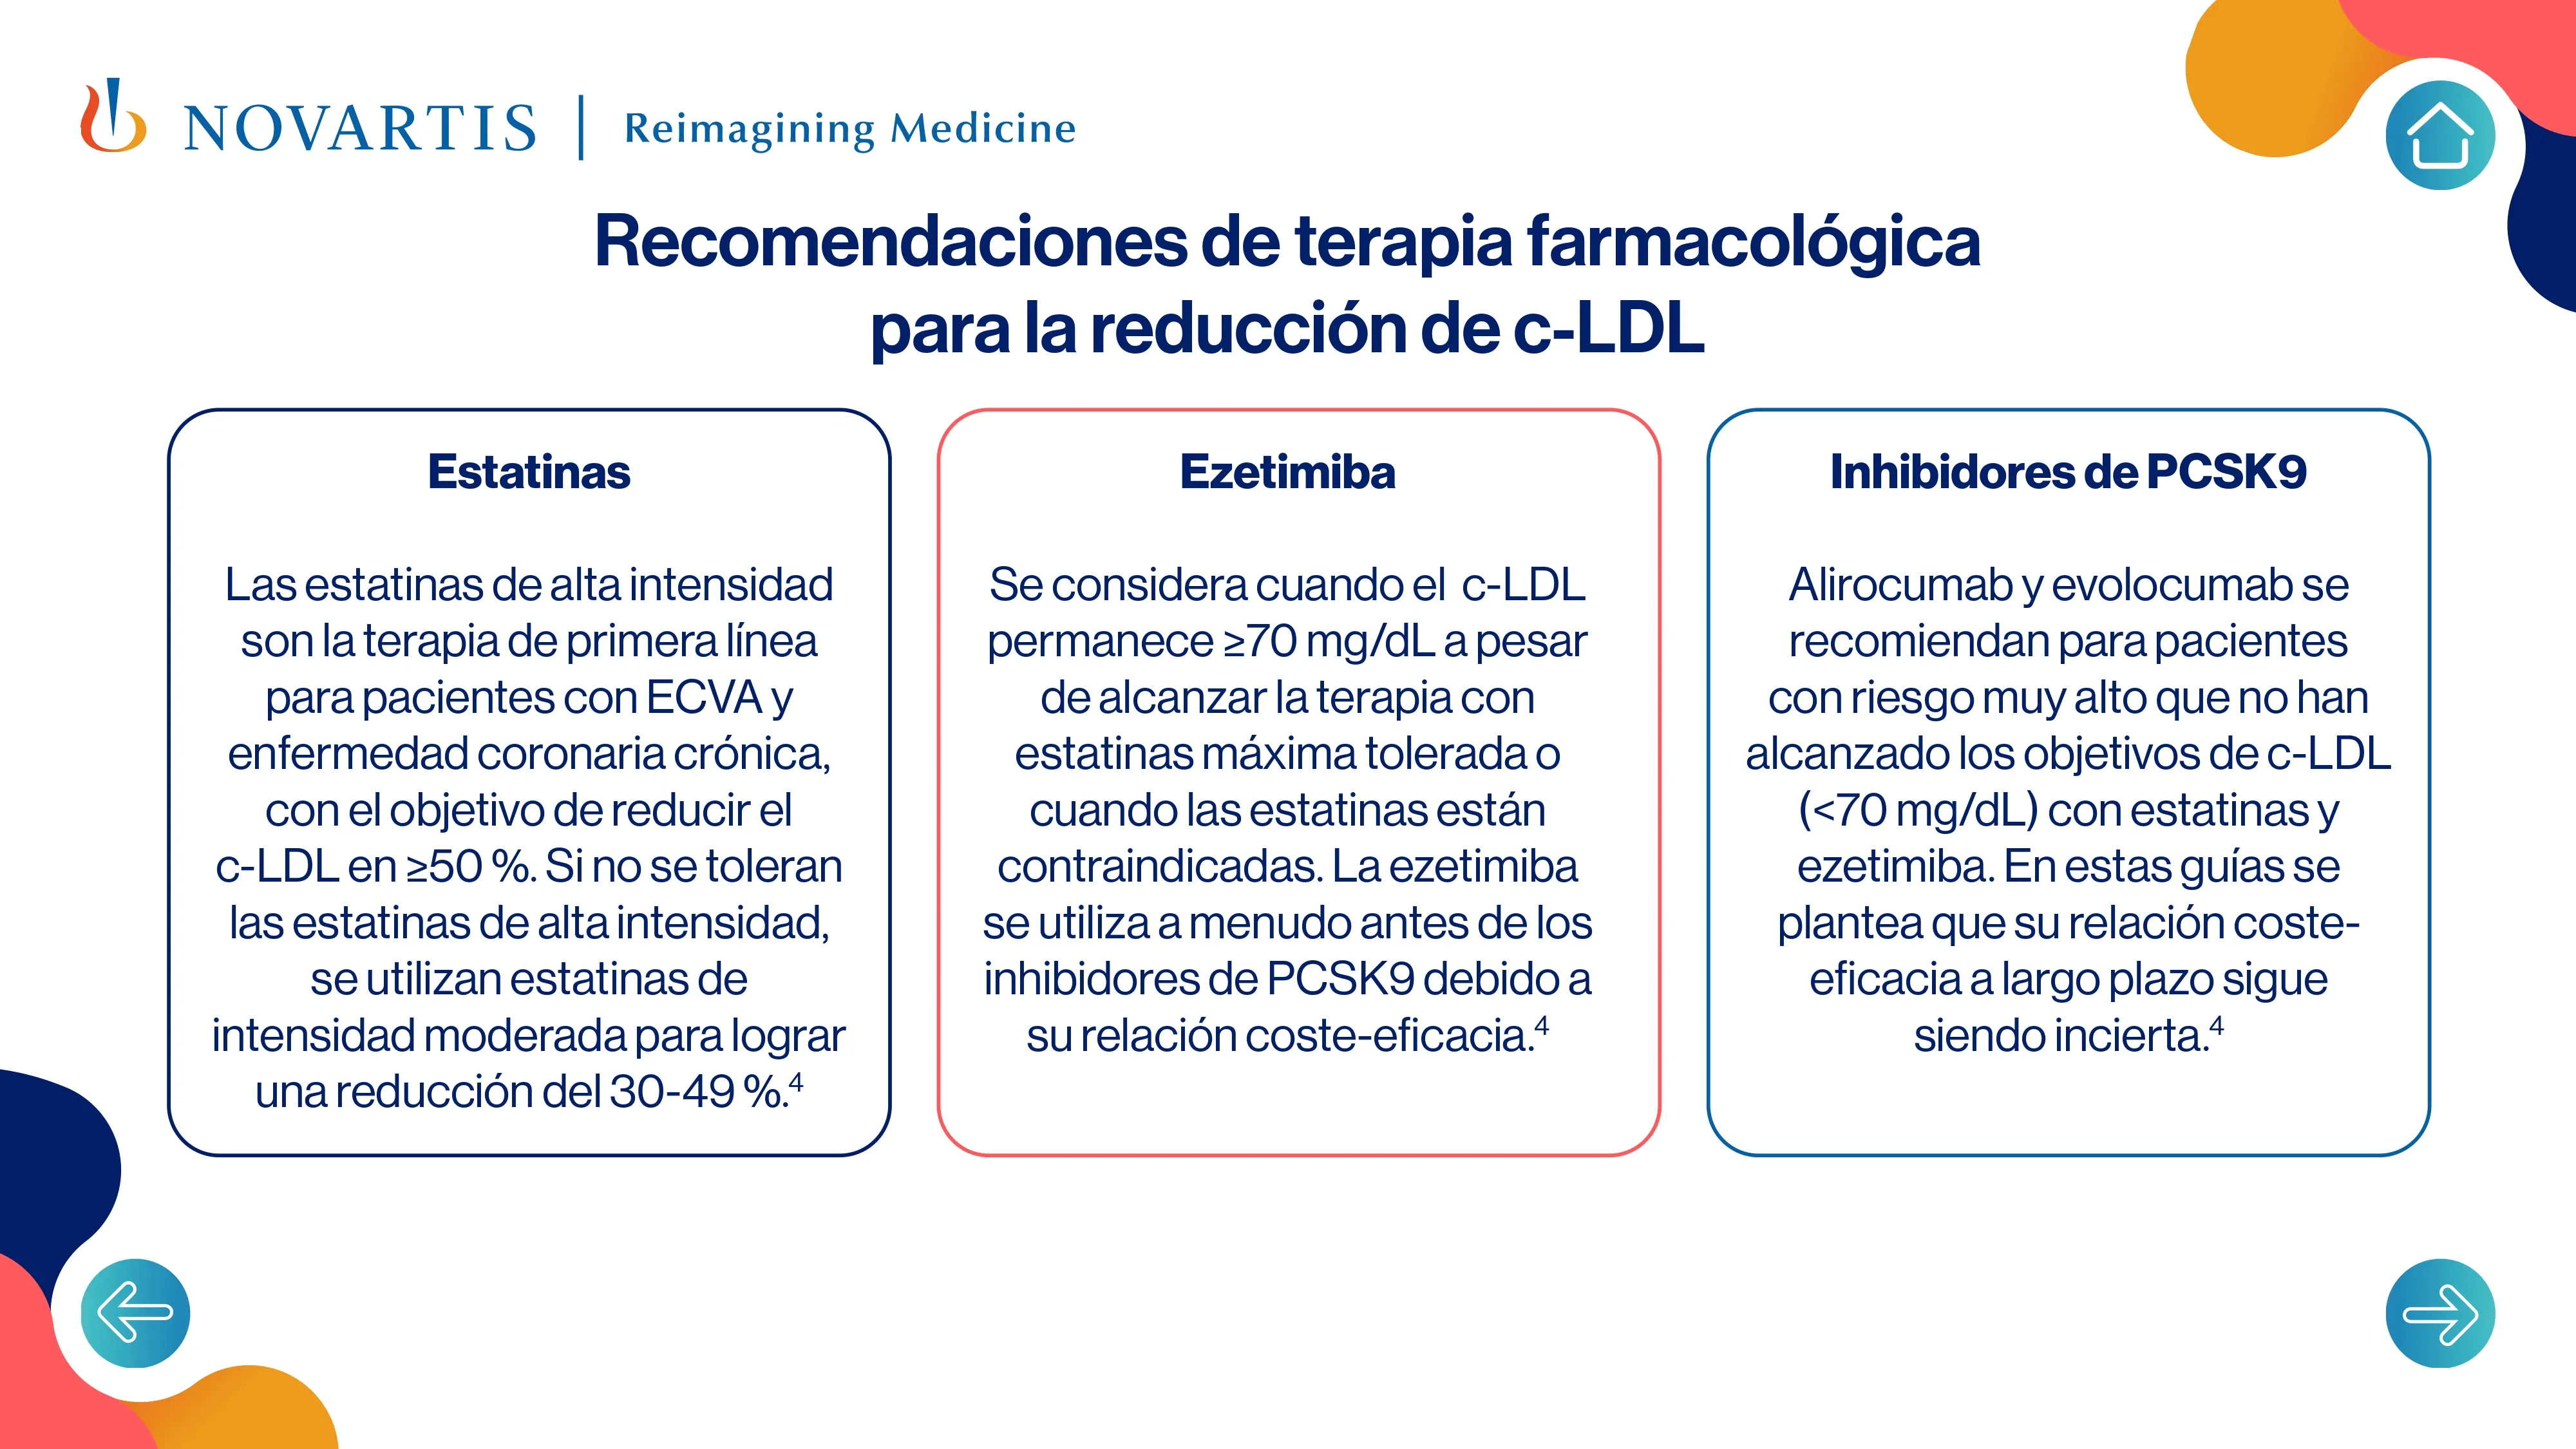 NOVARTIS | Reimagining Medicine
Recomendaciones de terapia farmacológica
para la reducción de c-LDL
Estatinas
Las estatinas de alta intensidad
son la terapia de primera línea
para pacientes con ECVA y
enfermedad coronaria crónica,
con el objetivo de reducir el
c-LDL en ≥50 %. Si no se toleran
las estatinas de alta intensidad,
se utilizan estatinas de
intensidad moderada para lograr
una reducción del 30-49 %.⁴
Ezetimiba
Se considera cuando el c-LDL
permanece ≥70 mg/dL a pesar
de alcanzar la terapia con
estatinas máxima tolerada o
cuando las estatinas están
contraindicadas. La ezetimiba
se utiliza a menudo antes de los
inhibidores de PCSK9 debido a
su relación coste-eficacia.⁴
Inhibidores de PCSK9
Alirocumab y evolocumab se
recomiendan para pacientes
con riesgo muy alto que no han
alcanzado los objetivos de c-LDL
(<70 mg/dL) con estatinas y
ezetimiba. En estas guías se
plantea que su relación coste-
eficacia a largo plazo sigue
siendo incierta.⁴